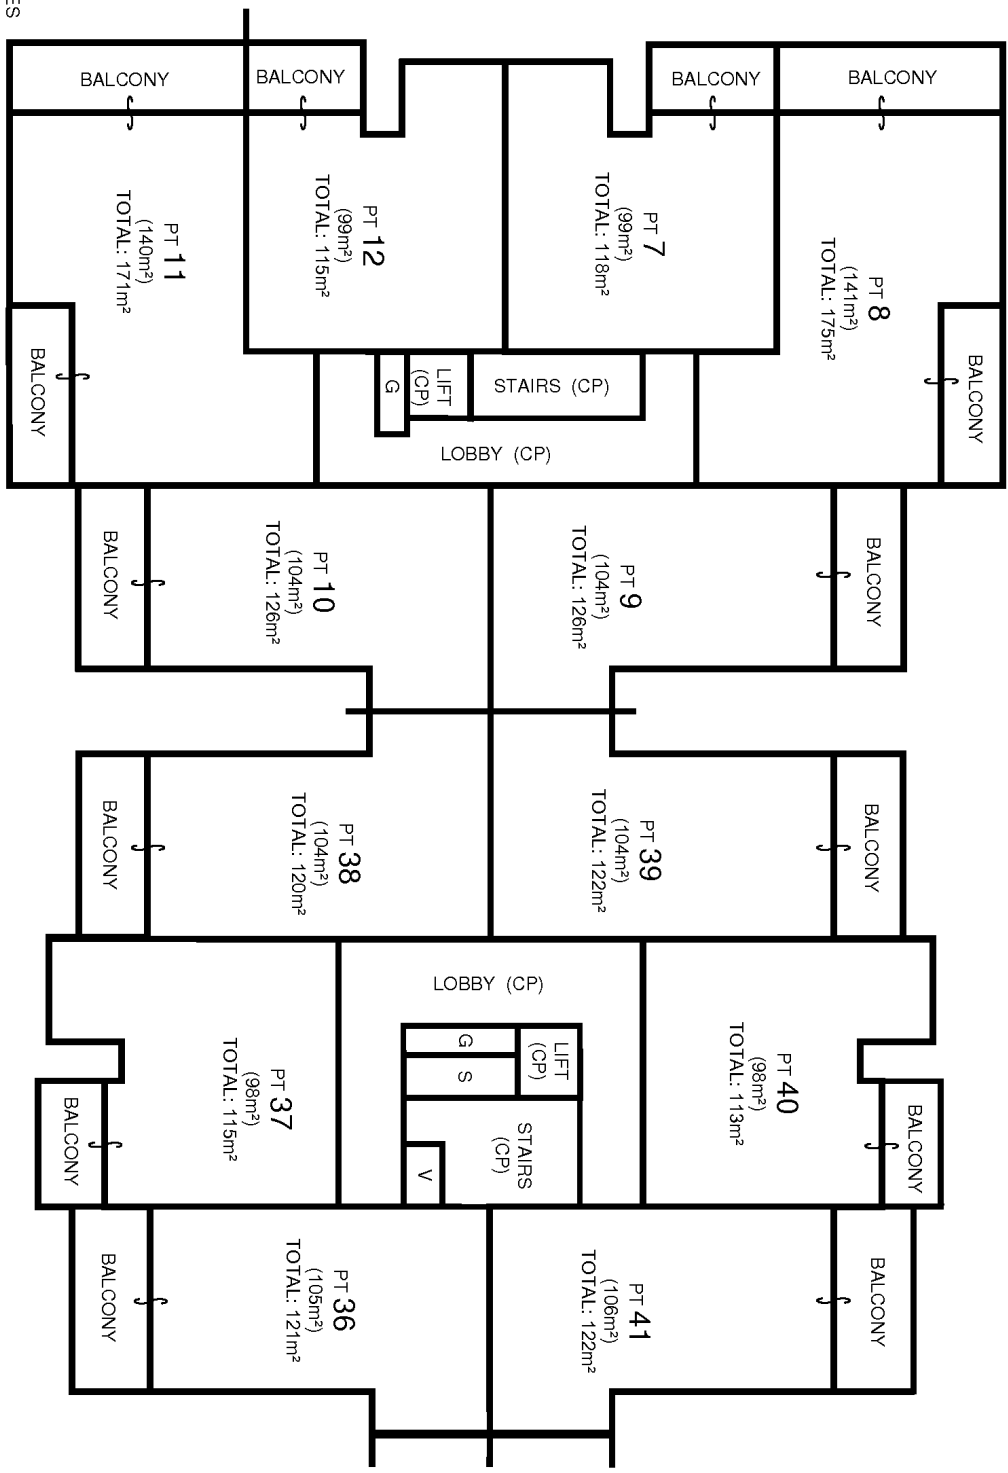 ES
BALCONY
BALCONY
BALCONY
BALCONY
PT 11
(140m²)
TOTAL: 171m²
PT 12
(99m²)
TOTAL: 115m²
PT 7
(99m²)
TOTAL: 118m²
PT 8
(141m²)
TOTAL: 175m²
BALCONY
G
LIFT
(CP)
STAIRS (CP)
BALCONY
LOBBY (CP)
BALCONY
PT 10
(104m²)
TOTAL: 126m²
PT 9
(104m²)
TOTAL: 126m²
BALCONY
BALCONY
PT 38
(104m²)
TOTAL: 120m²
PT 39
(104m²)
TOTAL: 122m²
BALCONY
LOBBY (CP)
G
S
LIFT
(CP)
STAIRS
(CP)
V
BALCONY
PT 37
(98m²)
TOTAL: 115m²
PT 40
(98m²)
TOTAL: 113m²
BALCONY
BALCONY
PT 36
(105m²)
TOTAL: 121m²
PT 41
(106m²)
TOTAL: 122m²
BALCONY